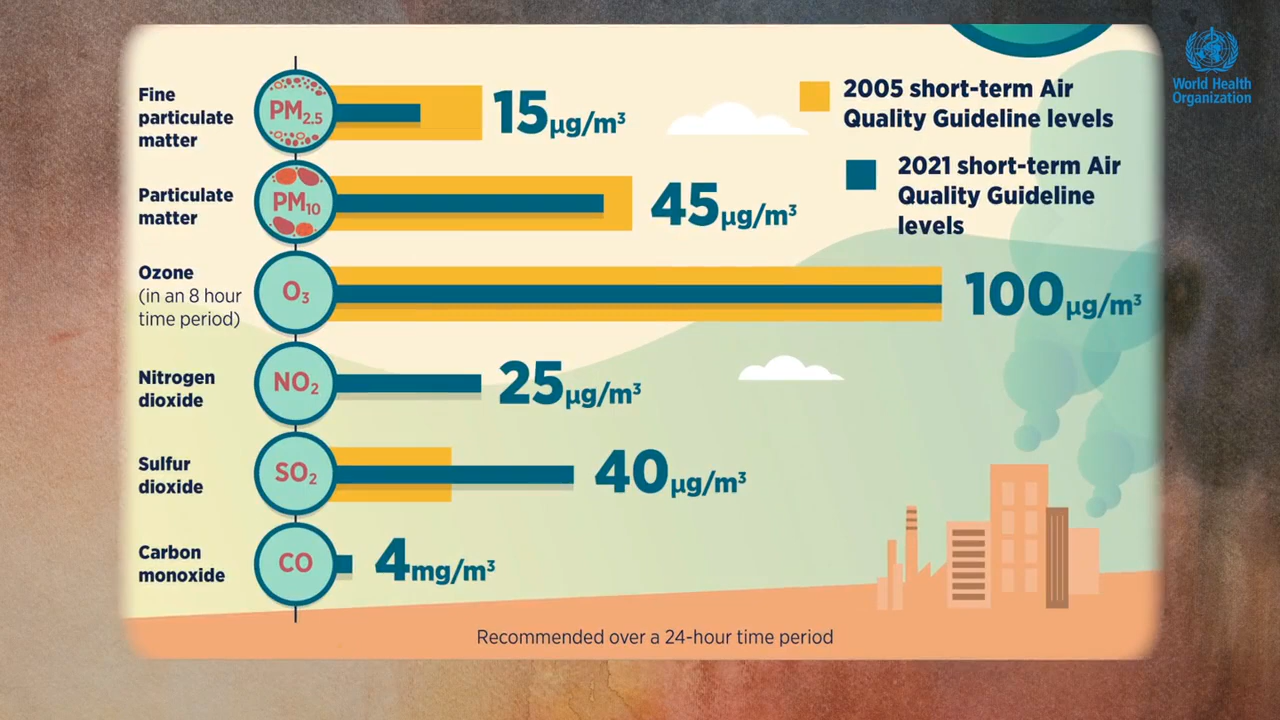 World Health
Organization
2005 short-term Air
Quality Guideline levels
2021 short-term Air
Quality Guideline
levels
Fine
particulate
matter
PM2.5
15µg/m³
Particulate
matter
PM10
45µg/m³
Ozone
(in an 8 hour
time period)
O3
100µg/m³
Nitrogen
dioxide
NO2
25µg/m³
Sulfur
dioxide
SO2
40µg/m³
Carbon
monoxide
CO
4mg/m³
Recommended over a 24-hour time period